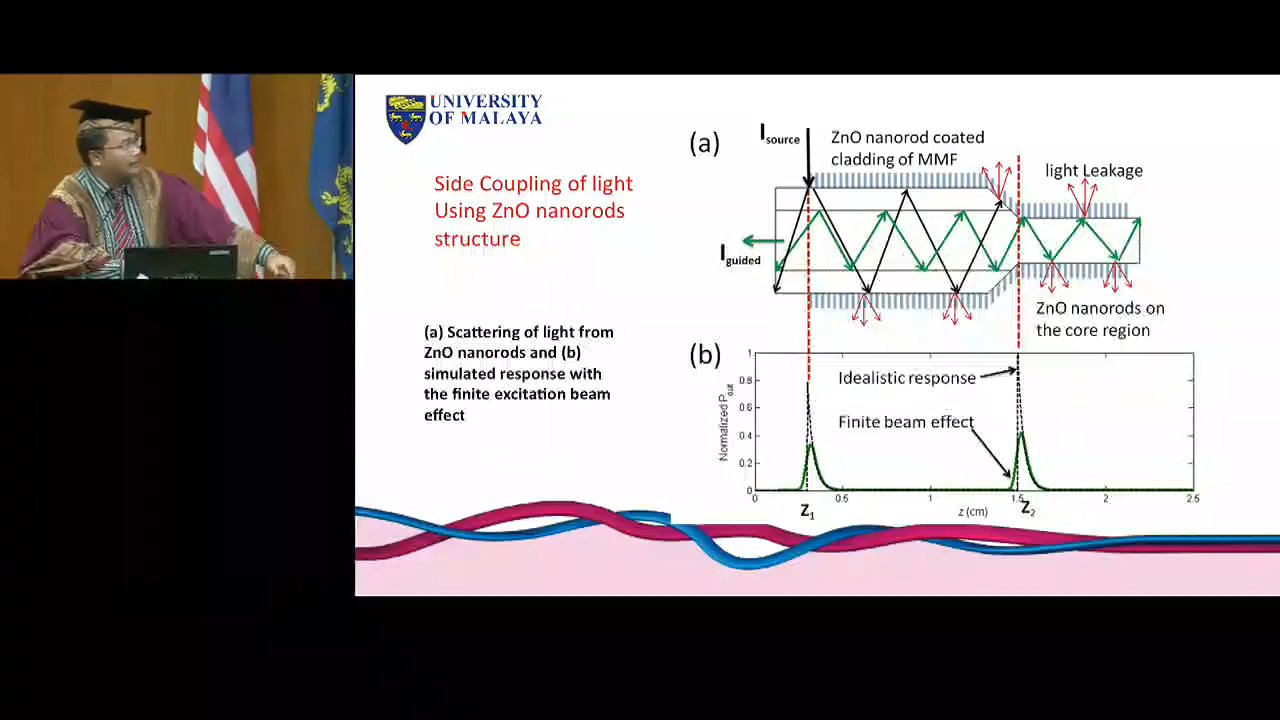 UNIVERSITY
OF MALAYA
Side Coupling of light
Using ZnO nanorods
structure
(a) Scattering of light from
ZnO nanorods and (b)
simulated response with
the finite excitation beam
effect
(a)
Isource
ZnO nanorod coated
cladding of MMF
light Leakage
Iguided
ZnO nanorods on
the core region
(b)
Normalized Pout
1
0.8
0.6
0.4
0.2
0
Idealistic response
Finite beam effect
0
0.5
1
1.5
2
2.5
Z1
z (cm)
Z2